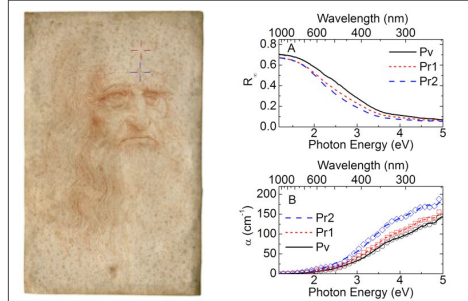 Wavelength (nm)
1000 600 400 300
A
Pv
Pr1
Pr2
R∞
0.8
0.6
0.4
0.2
0.0
2 3 4 5
Photon Energy (eV)
Wavelength (nm)
1000 600 400 300
B
Pr2
Pr1
Pv
α (cm⁻¹)
200
150
100
50
0
2 3 4 5
Photon Energy (eV)